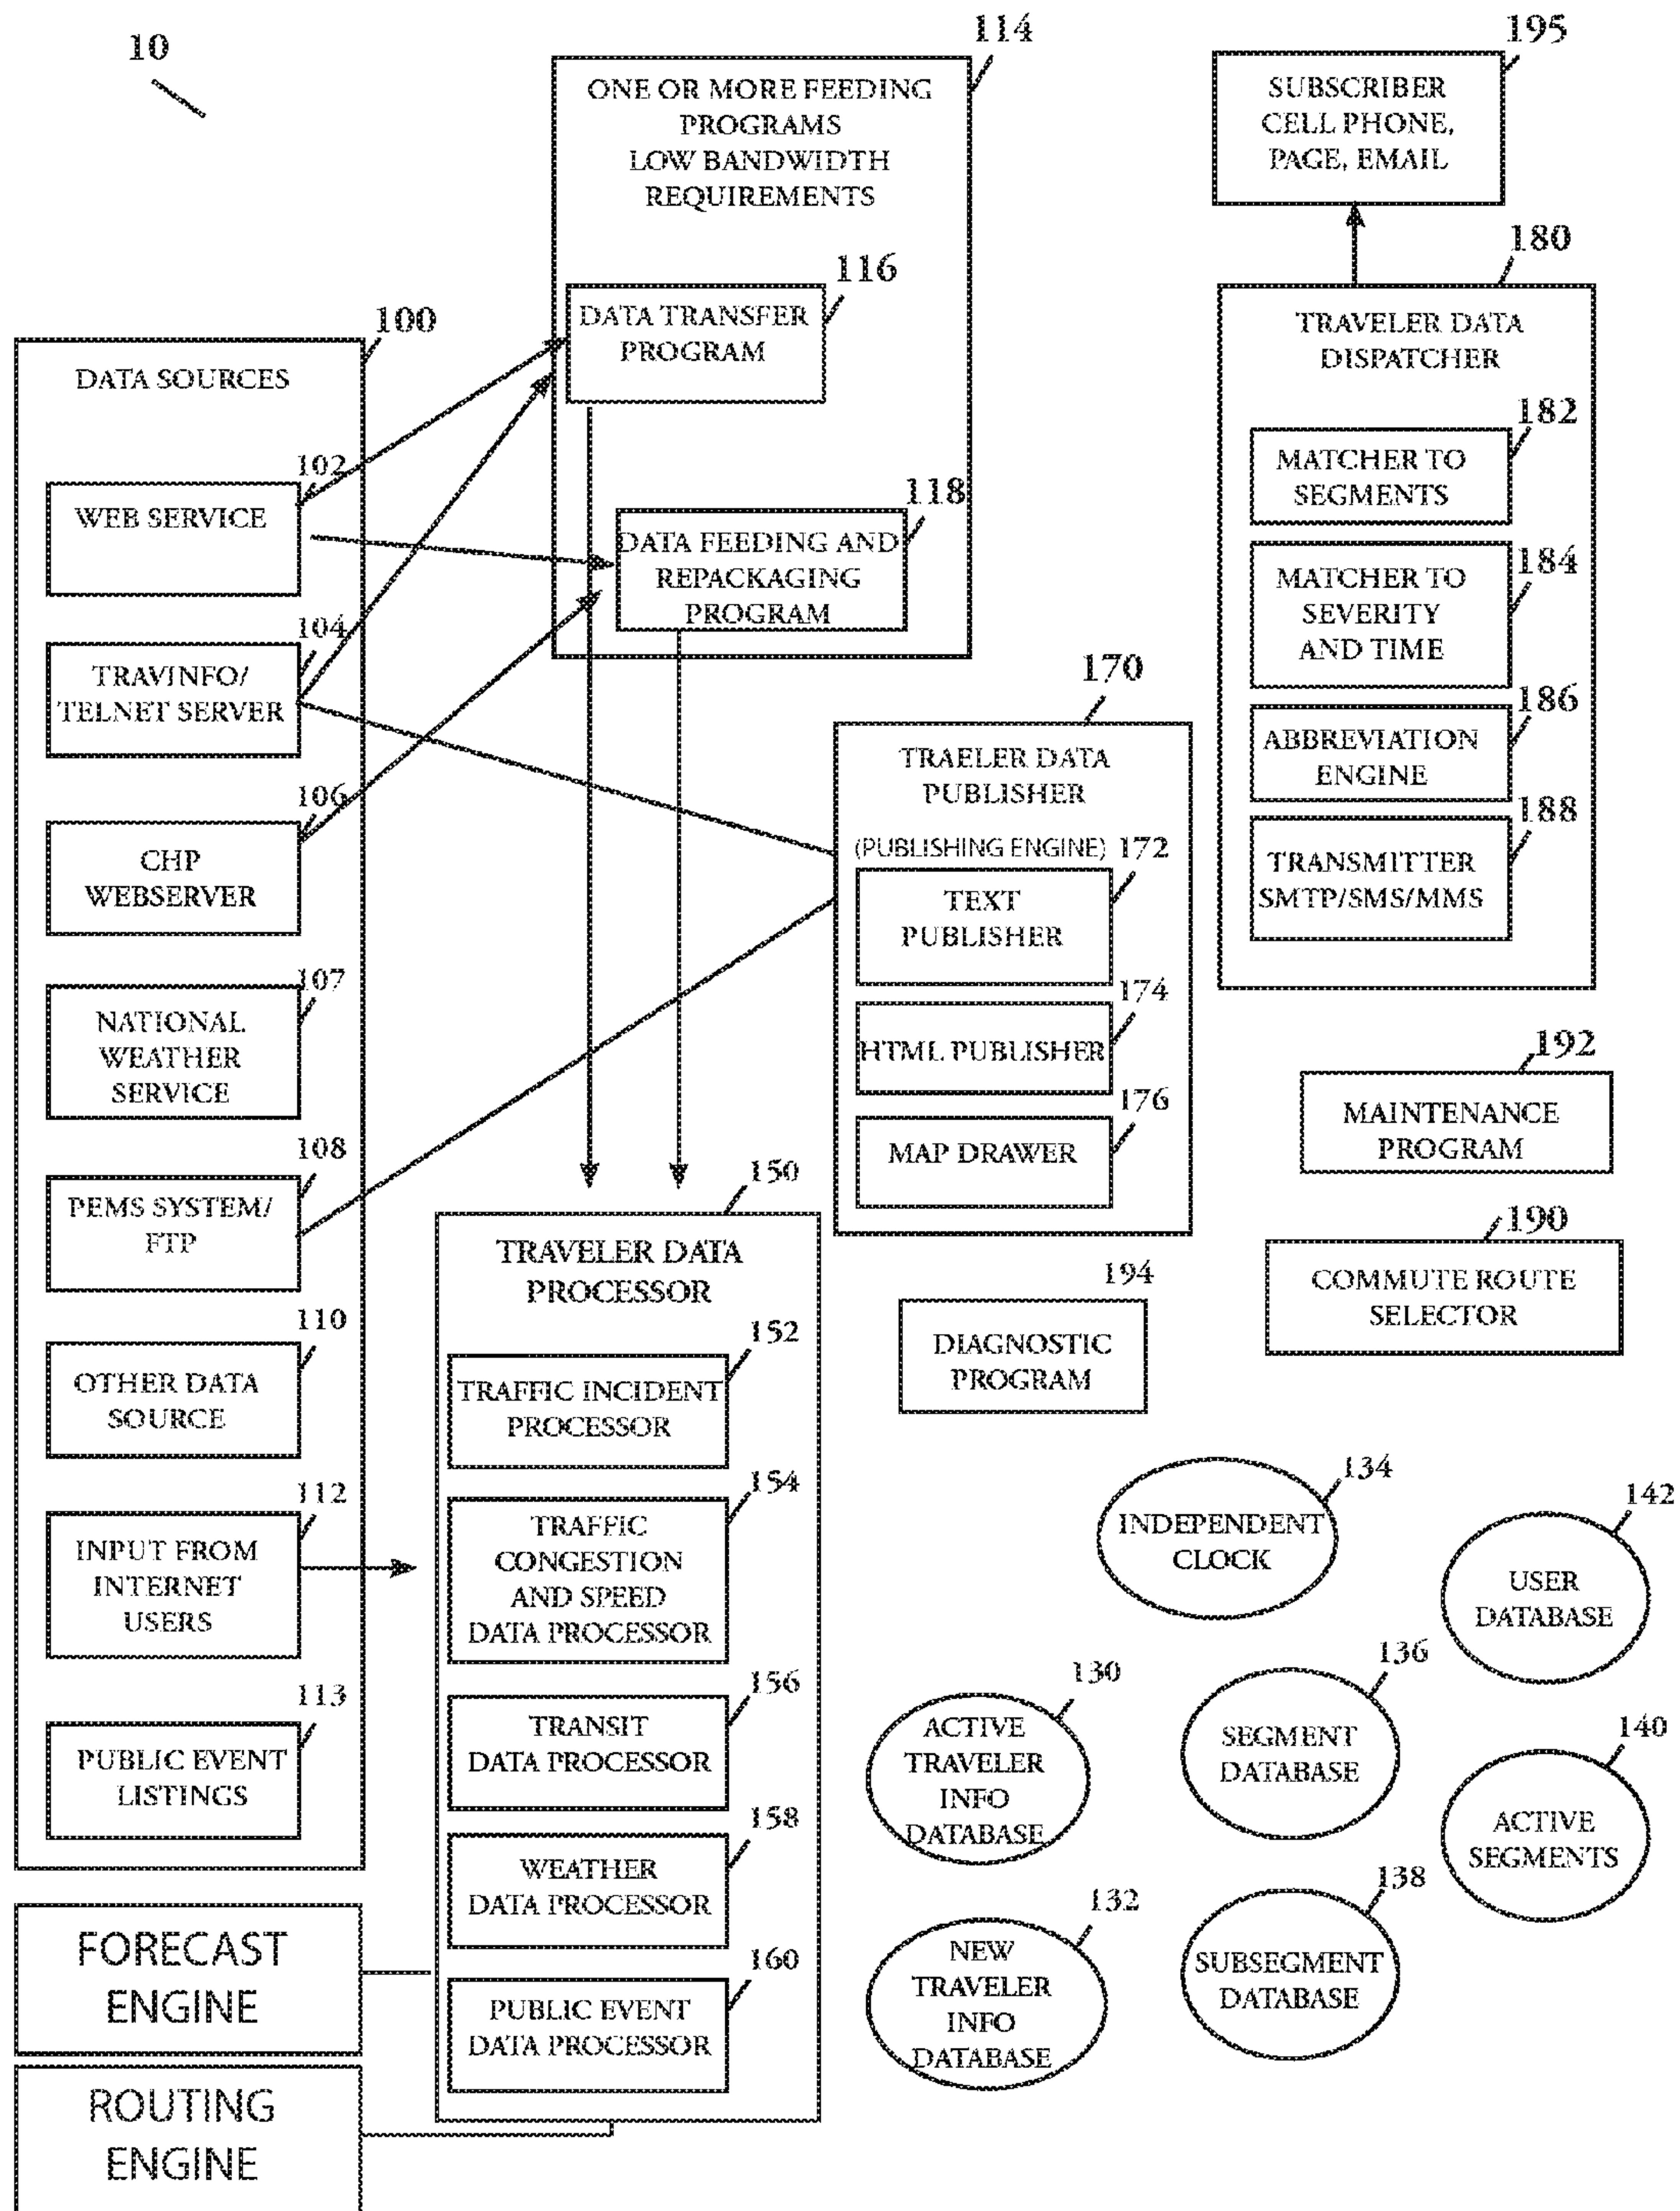 10
114
ONE OR MORE FEEDING
PROGRAMS
LOW BANDWIDTH
REQUIREMENTS
116
DATA TRANSFER
PROGRAM
118
DATA FEEDING AND
REPACKAGING
PROGRAM
195
SUBSCRIBER
CELL PHONE,
PAGE, EMAIL
180
TRAVELER DATA
DISPATCHER
182
MATCHER TO
SEGMENTS
184
MATCHER TO
SEVERITY
AND TIME
186
ABBREVIATION
ENGINE
188
TRANSMITTER
SMTP/SMS/MMS
100
DATA SOURCES
102
WEB SERVICE
104
TRAVINFO/
TELNET SERVER
106
CHP
WEBSERVER
107
NATIONAL
WEATHER
SERVICE
108
PEMS SYSTEM/
FTP
110
OTHER DATA
SOURCE
112
INPUT FROM
INTERNET
USERS
113
PUBLIC EVENT
LISTINGS
170
TRAELER DATA
PUBLISHER
(PUBLISHING ENGINE)
172
TEXT
PUBLISHER
174
HTML PUBLISHER
176
MAP DRAWER
192
MAINTENANCE
PROGRAM
190
COMMUTE ROUTE
SELECTOR
194
DIAGNOSTIC
PROGRAM
150
TRAVELER DATA
PROCESSOR
152
TRAFFIC INCIDENT
PROCESSOR
154
TRAFFIC
CONGESTION
AND SPEED
DATA PROCESSOR
156
TRANSIT
DATA PROCESSOR
158
WEATHER
DATA PROCESSOR
160
PUBLIC EVENT
DATA PROCESSOR
134
INDEPENDENT
CLOCK
142
USER
DATABASE
130
ACTIVE
TRAVELER
INFO
DATABASE
136
SEGMENT
DATABASE
140
ACTIVE
SEGMENTS
132
NEW
TRAVELER
INFO
DATABASE
138
SUBSEGMENT
DATABASE
FORECAST
ENGINE
ROUTING
ENGINE